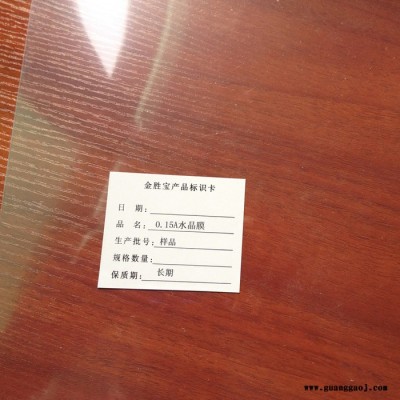 金胜宝产品标识卡
日 期：
品 名：0.15A水晶膜
生产批号：样品
规格数量：
保质期：长期
www.guanggaoj.com